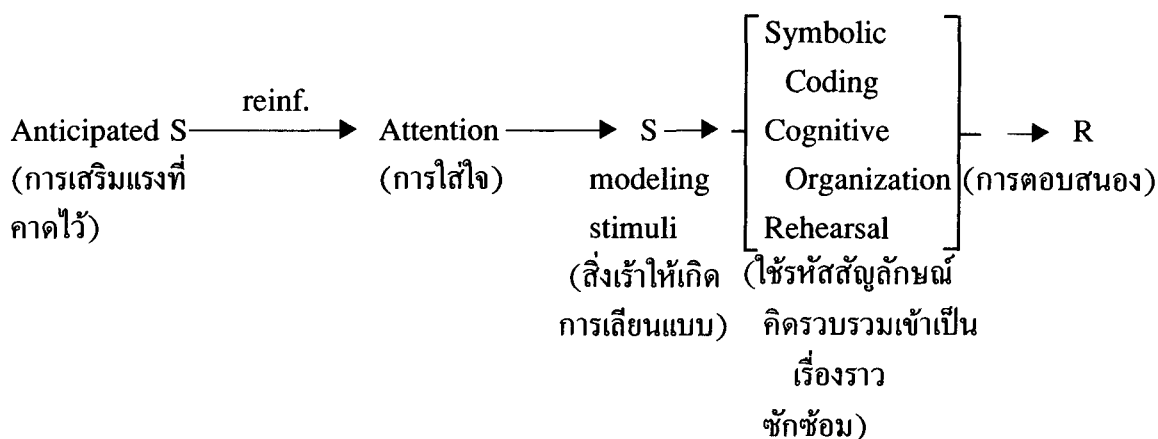 Symbolic
Coding
reinf.
Anticipated S Attention S Cognitive R
(การเสริมแรงที่ (การใส่ใจ) modeling Organization (การตอบสนอง)
คาดไว้) stimuli Rehearsal
(สิ่งเร้าให้เกิด (ใช้รหัสสัญลักษณ์
การเลียนแบบ) คิดรวบรวมเข้าเป็น
เรื่องราว
ซักซ้อม)